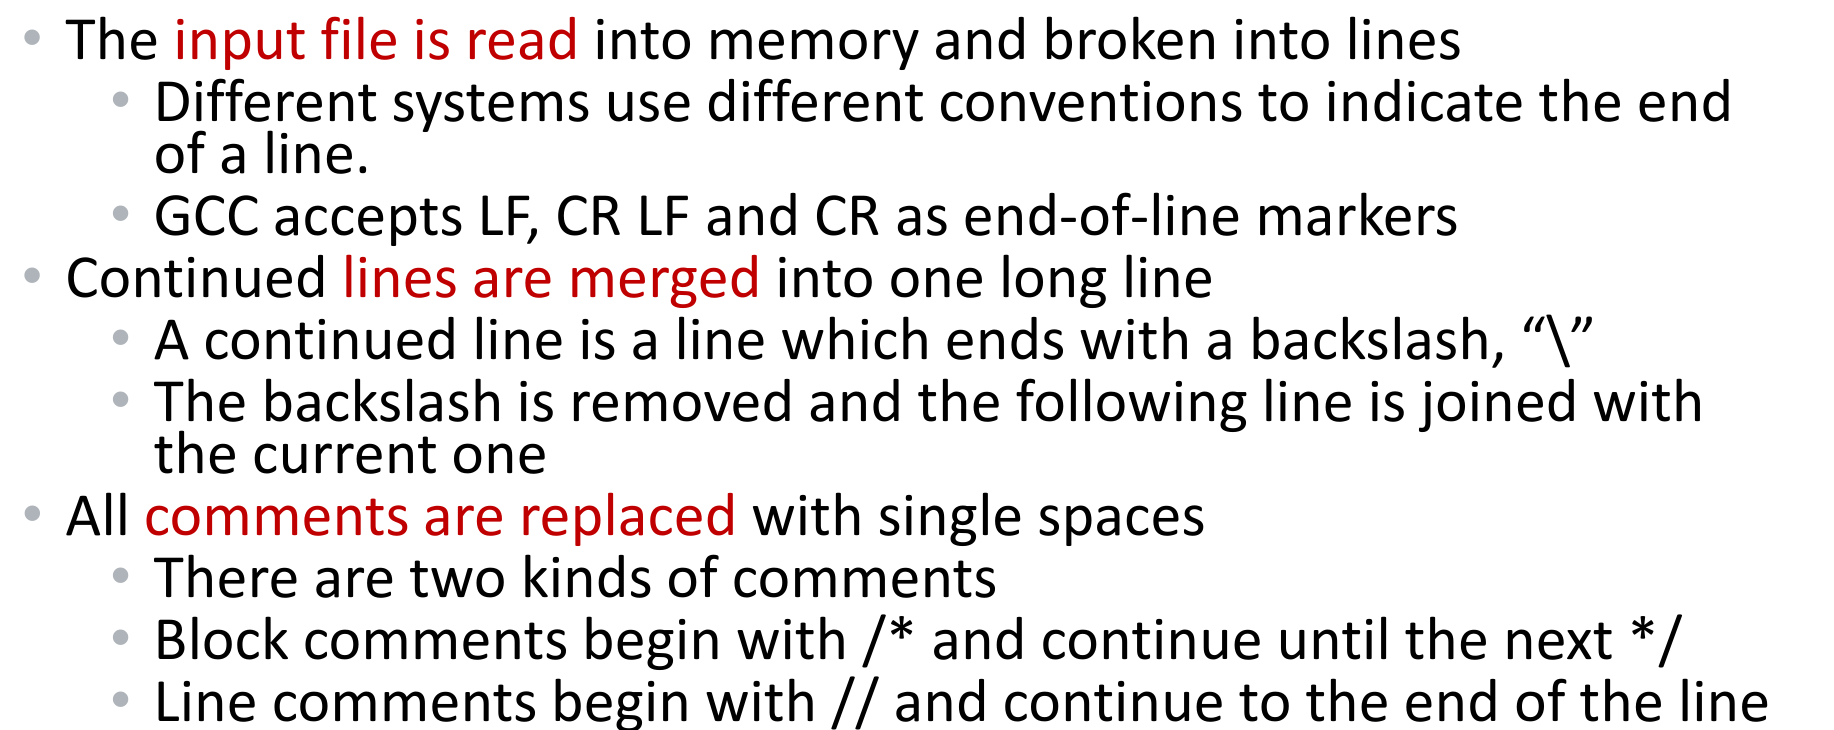 • The input file is read into memory and broken into lines
• Different systems use different conventions to indicate the end
of a line.
• GCC accepts LF, CR LF and CR as end-of-line markers
• Continued lines are merged into one long line
• A continued line is a line which ends with a backslash, “\”
• The backslash is removed and the following line is joined with
the current one
• All comments are replaced with single spaces
• There are two kinds of comments
• Block comments begin with /* and continue until the next */
• Line comments begin with // and continue to the end of the line